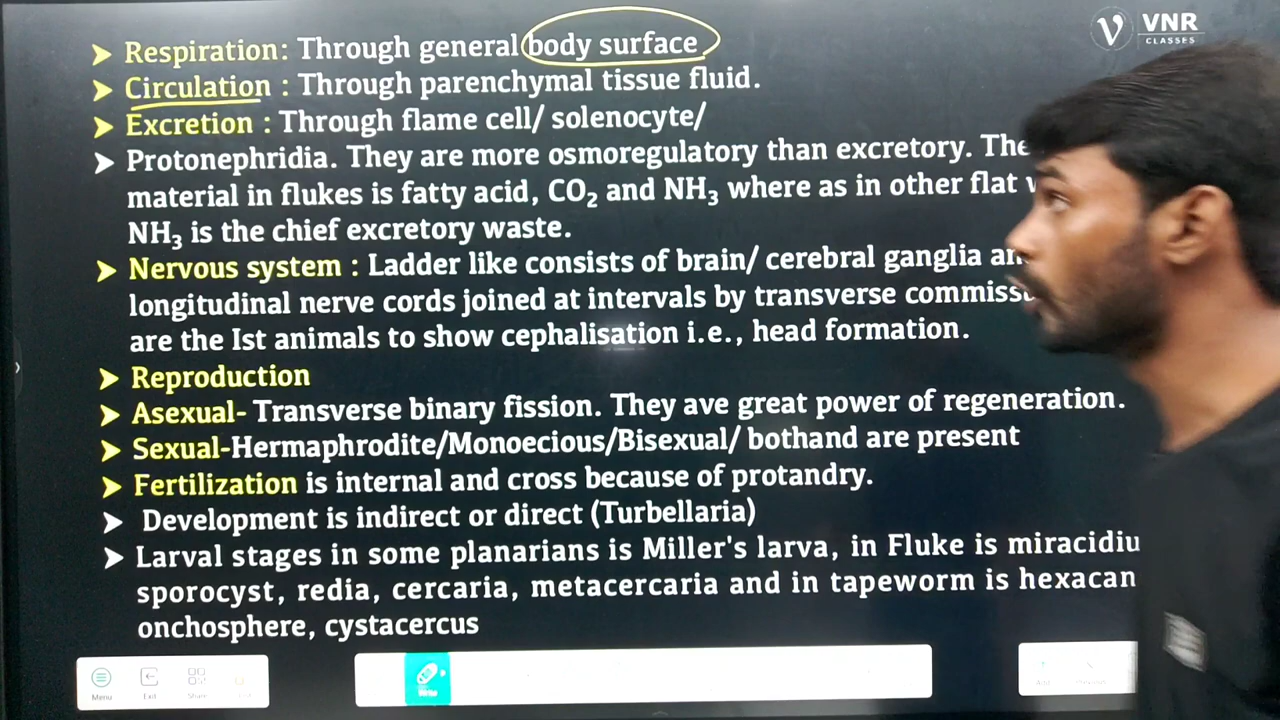 VNR
CLASSES
Respiration: Through general body surface
Circulation : Through parenchymal tissue fluid.
Excretion : Through flame cell/ solenocyte/
Protonephridia. They are more osmoregulatory than excretory.
material in flukes is fatty acid, CO₂ and NH₃ where as in other flat
NH₃ is the chief excretory waste.
Nervous system : Ladder like consists of brain/ cerebral ganglia
longitudinal nerve cords joined at intervals by transverse
are the Ist animals to show cephalisation i.e., head formation.
Reproduction
Asexual- Transverse binary fission. They ave great power of regeneration.
Sexual-Hermaphrodite/Monoecious/Bisexual/ bothand are present
Fertilization is internal and cross because of protandry.
Development is indirect or direct (Turbellaria)
Larval stages in some planarians is Miller's larva, in Fluke is
sporocyst, redia, cercaria, metacercaria and in tapeworm is
onchosphere, cystacercus
Menu Exit Share Write